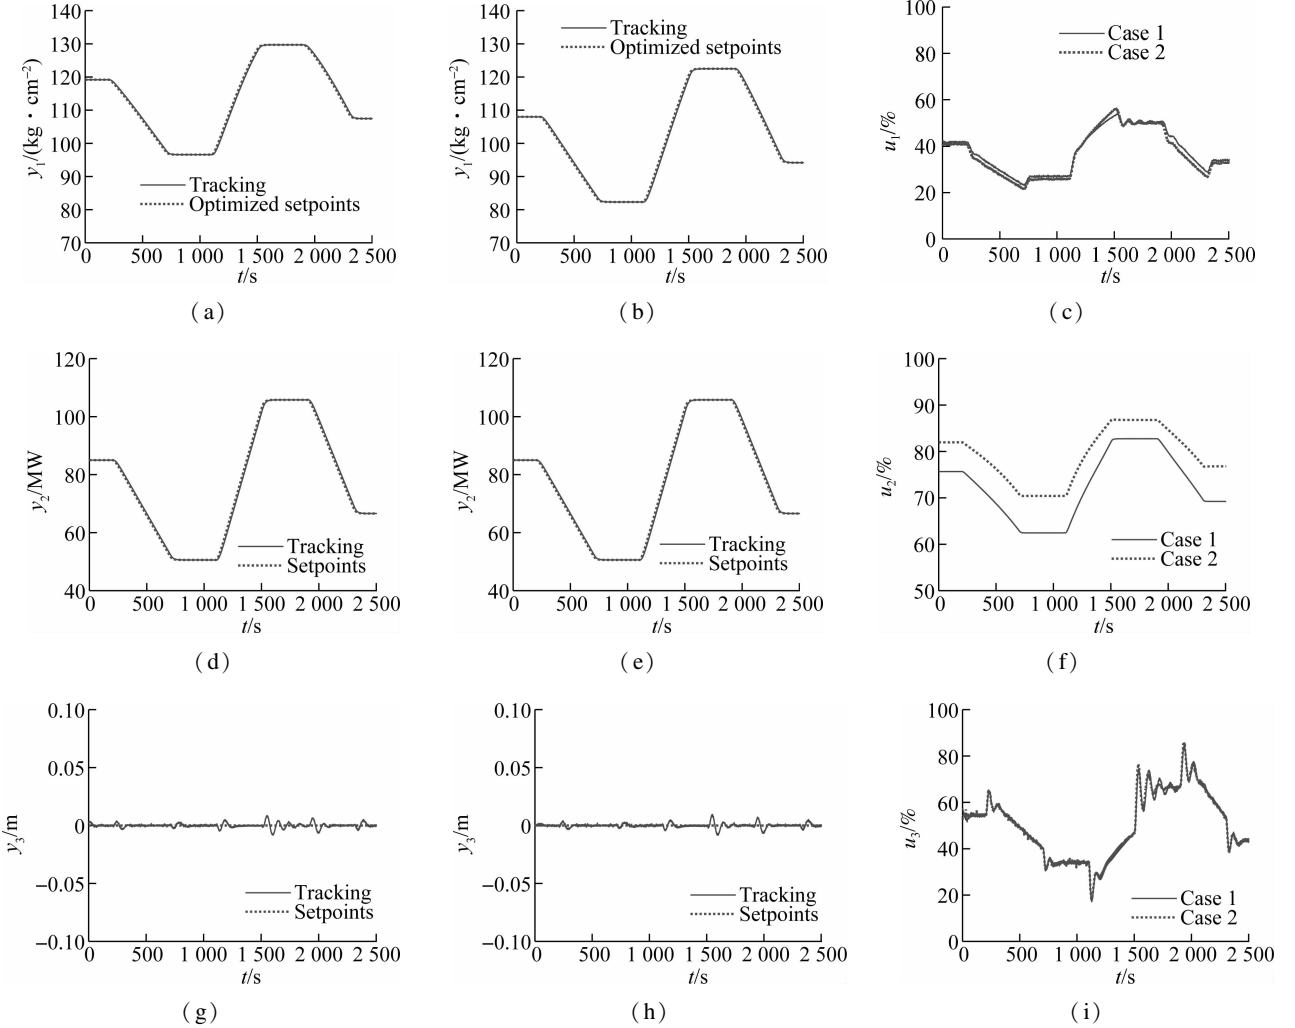 140
130
120
110
100
90
80
70
y₁/(kg・cm⁻²)
Tracking
Optimized setpoints
0 500 1 000 1 500 2 000 2 500
t/s
(a)
140
130
120
110
100
90
80
70
y₁/(kg・cm⁻²)
Tracking
Optimized setpoints
0 500 1 000 1 500 2 000 2 500
t/s
(b)
100
80
60
40
20
0
u₁/%
Case 1
Case 2
0 500 1 000 1 500 2 000 2 500
t/s
(c)
120
100
80
60
40
y₂/MW
Tracking
Setpoints
0 500 1 000 1 500 2 000 2 500
t/s
(d)
120
100
80
60
40
y₂/MW
Tracking
Setpoints
0 500 1 000 1 500 2 000 2 500
t/s
(e)
100
90
80
70
60
50
u₂/%
Case 1
Case 2
0 500 1 000 1 500 2 000 2 500
t/s
(f)
0.10
0.05
0
−0.05
−0.10
y₃/m
Tracking
Setpoints
0 500 1 000 1 500 2 000 2 500
t/s
(g)
0.10
0.05
0
−0.05
−0.10
y₃/m
Tracking
Setpoints
0 500 1 000 1 500 2 000 2 500
t/s
(h)
100
80
60
40
20
0
u₃/%
Case 1
Case 2
0 500 1 000 1 500 2 000 2 500
t/s
(i)